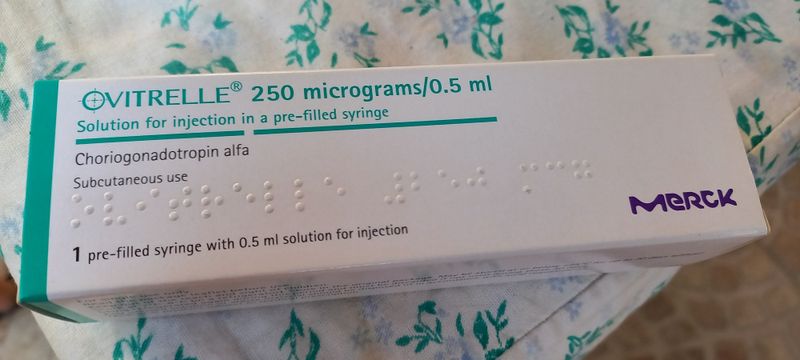 OVITRELLE® 250 micrograms/0.5 ml
Solution for injection in a pre-filled syringe
Choriogonadotropin alfa
Subcutaneous use
1 pre-filled syringe with 0.5 ml solution for injection
MERCK